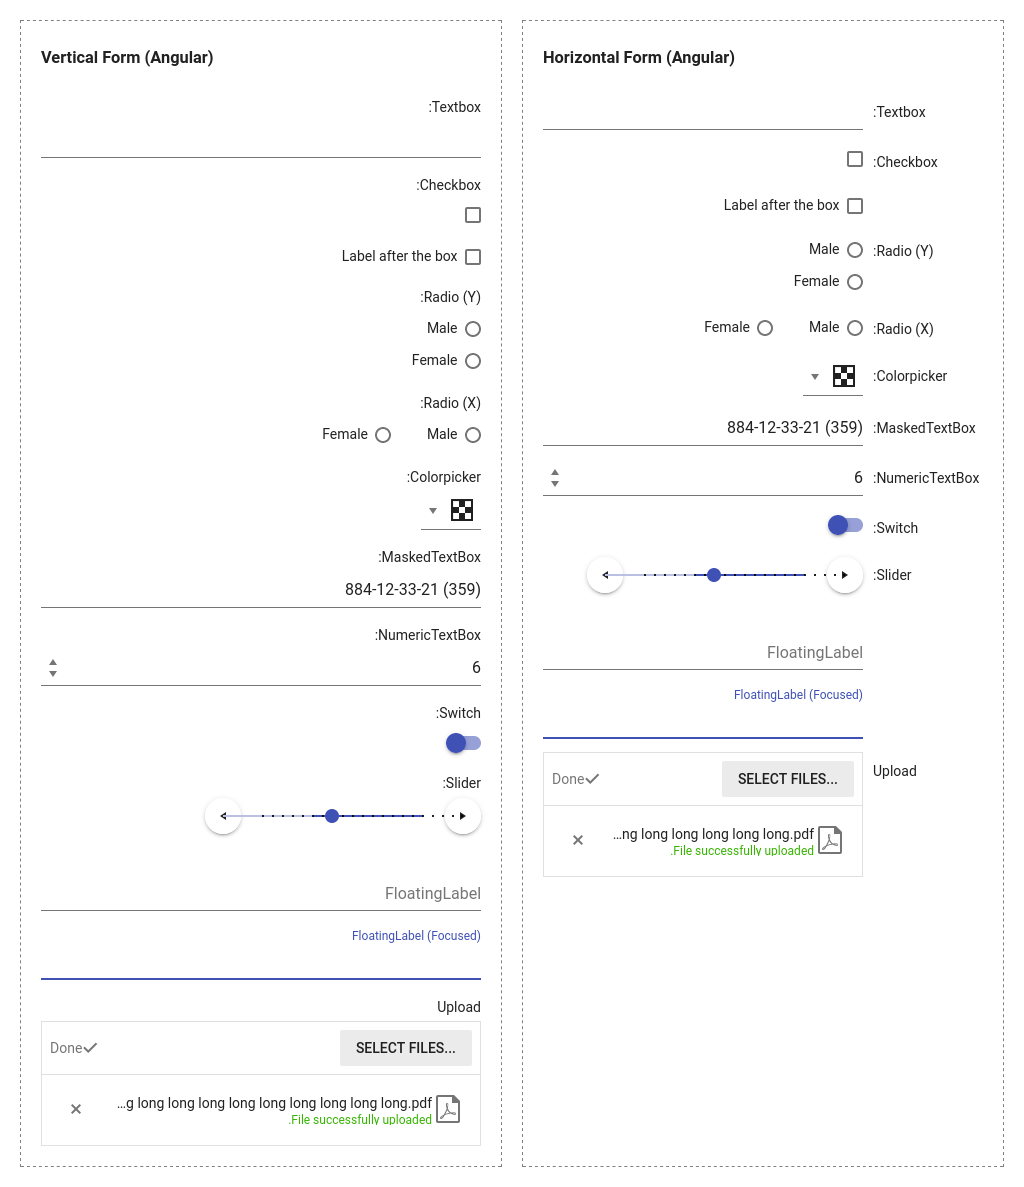 Vertical Form (Angular)
:Textbox
:Checkbox
Label after the box
:Radio (Y)
Male
Female
:Radio (X)
Female Male
:Colorpicker
:MaskedTextBox
884-12-33-21 (359)
:NumericTextBox
6
:Switch
:Slider
FloatingLabel
FloatingLabel (Focused)
Upload
Done SELECT FILES...
...g long long long long long long long long long.pdf
.File successfully uploaded
Horizontal Form (Angular)
:Textbox
:Checkbox
Label after the box
Male :Radio (Y)
Female
Female Male :Radio (X)
:Colorpicker
884-12-33-21 (359) :MaskedTextBox
6 :NumericTextBox
:Switch
:Slider
FloatingLabel
FloatingLabel (Focused)
Upload
Done SELECT FILES...
...ng long long long long long.pdf
.File successfully uploaded